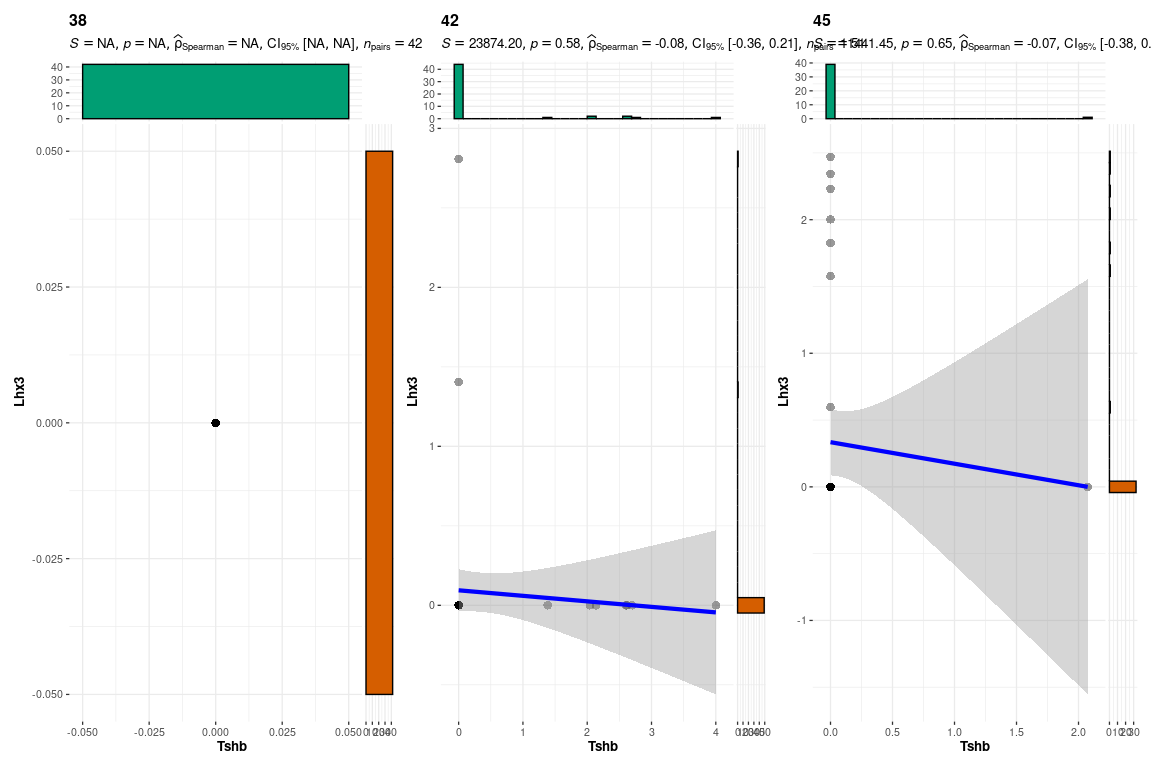 38
S = NA, p = NA, ρ̂Spearman = NA, CI95% [NA, NA], npairs = 42
40
30
20
10
0
0.050
0.025
0.000
-0.025
-0.050
Lhx3
-0.050 -0.025 0.000 0.025 0.050
Tshb
42
S = 23874.20, p = 0.58, ρ̂Spearman = -0.08, CI95% [-0.36, 0.21], npairs =
40
30
20
10
0
3
2
1
0
Lhx3
0 1 2 3 4
Tshb
45
S = 11441.45, p = 0.65, ρ̂Spearman = -0.07, CI95% [-0.38, 0.
40
30
20
10
0
2
1
0
-1
Lhx3
0.0 0.5 1.0 1.5 2.0
Tshb